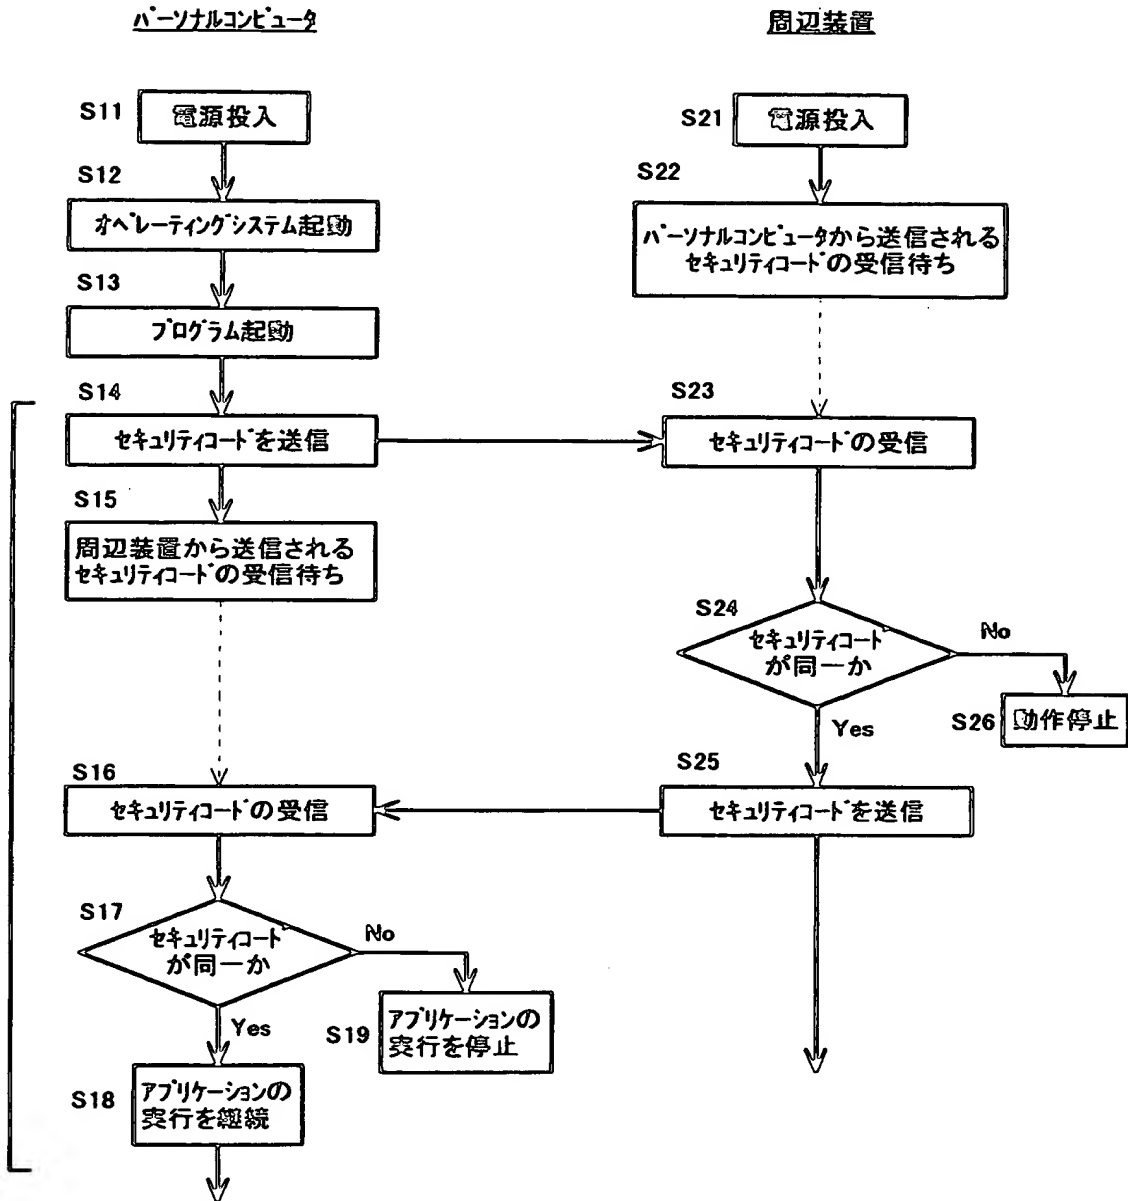 パーソナルコンピュータ
周辺装置
S11
電源投入
S21
電源投入
S12
オペレーティングシステム起動
S22
パーソナルコンピュータから送信される
セキュリティコードの受信待ち
S13
プログラム起動
S14
セキュリティコードを送信
S23
セキュリティコードの受信
S15
周辺装置から送信される
セキュリティコードの受信待ち
S24
セキュリティコード
が同一か
No
Yes
S26
動作停止
S16
セキュリティコードの受信
S25
セキュリティコードを送信
S17
セキュリティコード
が同一か
No
Yes
S19
アプリケーションの
実行を停止
S18
アプリケーションの
実行を継続